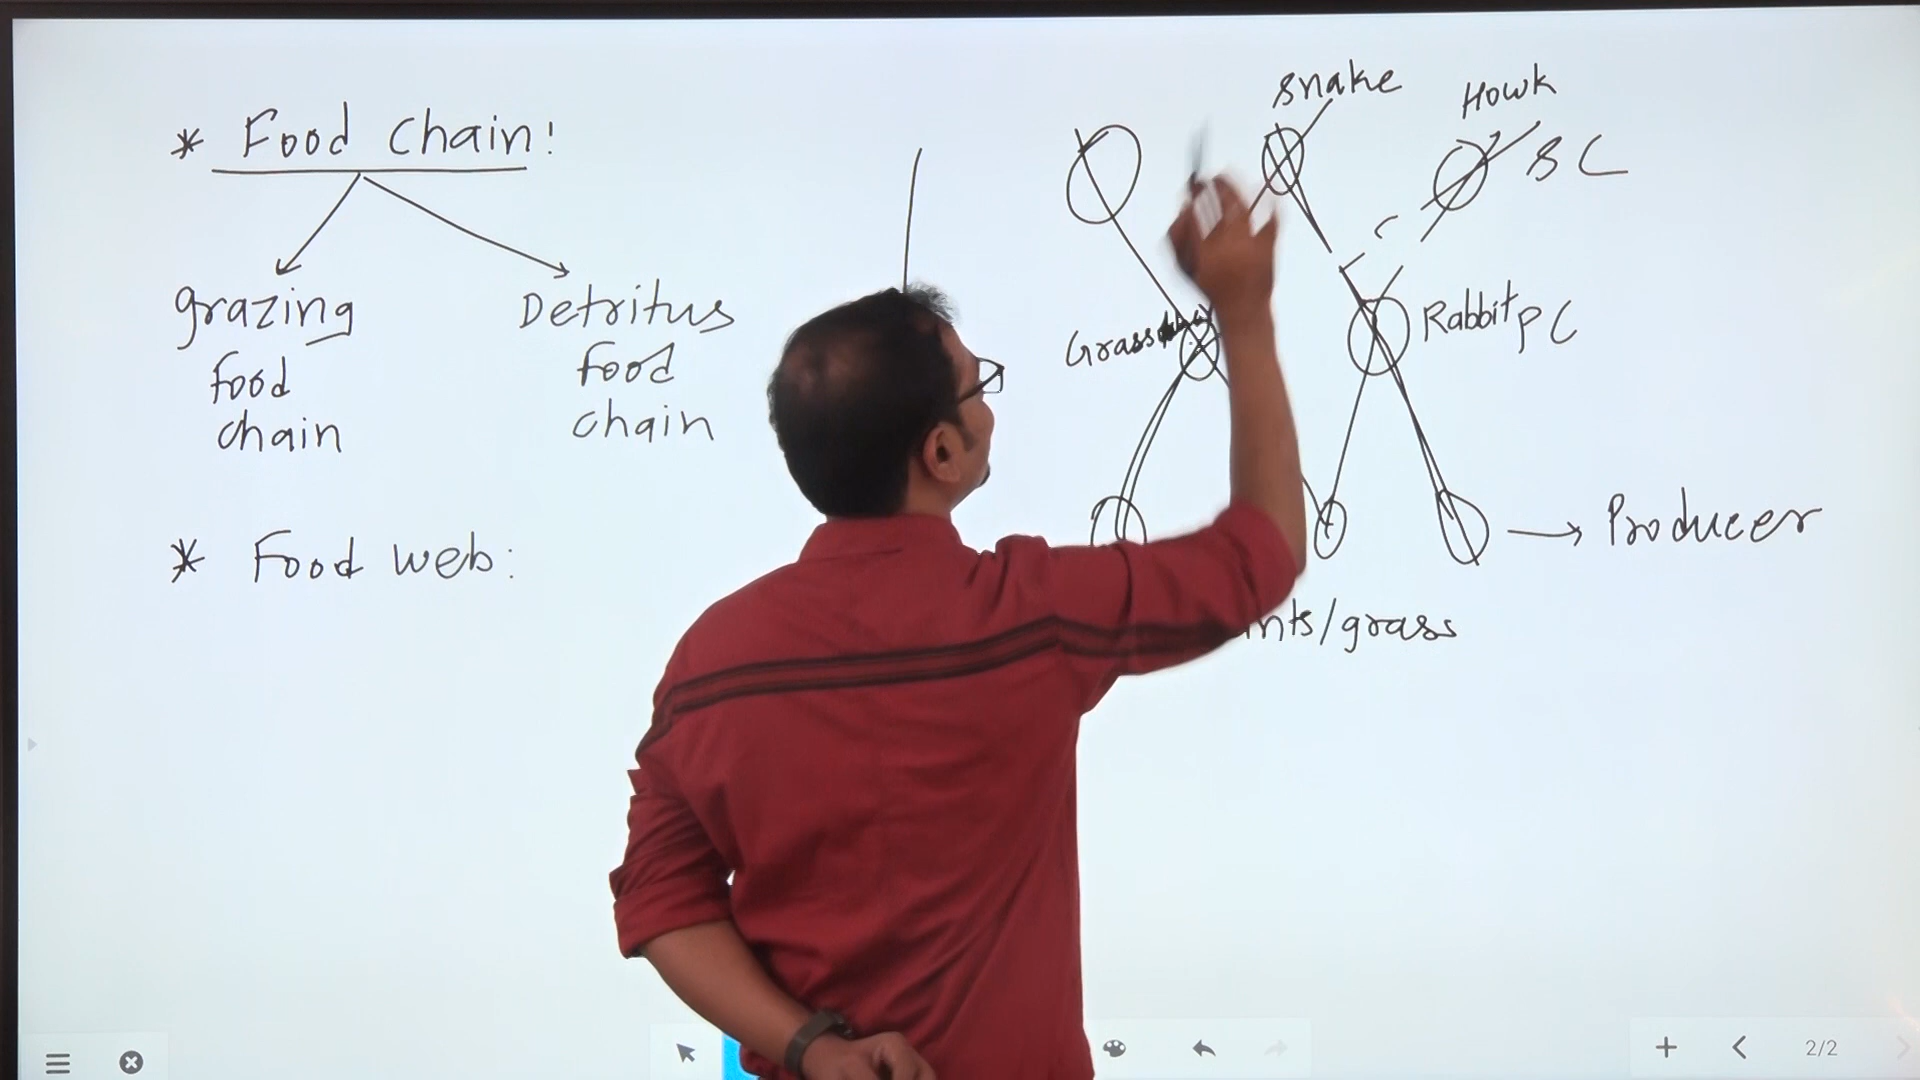 * Food Chain:
grazing
food
chain
Detritus
food
chain
* Food web:
snake
Howk
SC
Rabbit PC
→ Producer
nts/grass
2/2